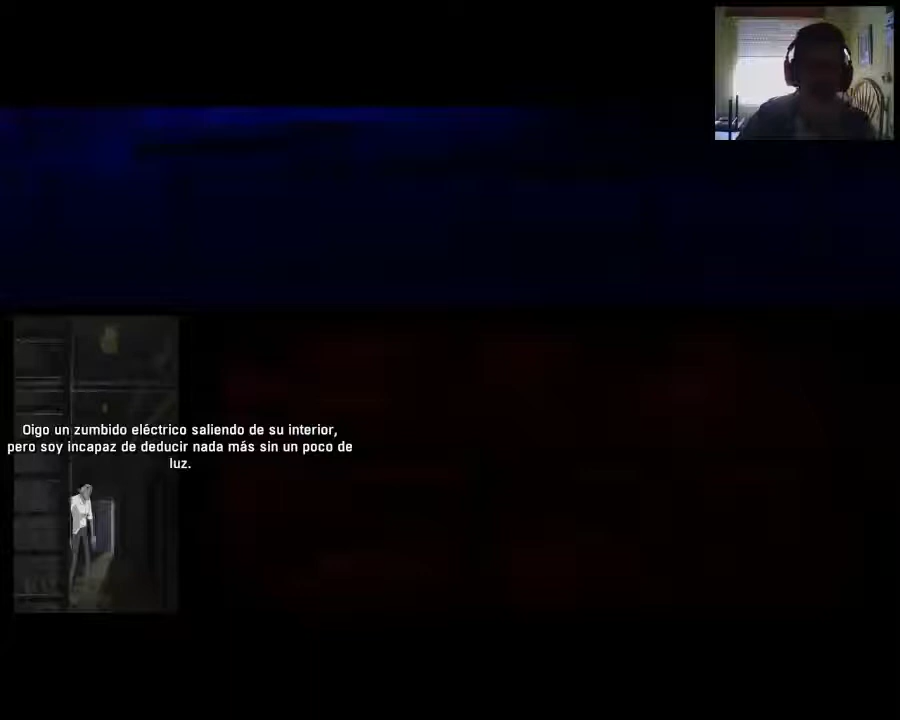 Oigo un zumbido eléctrico saliendo de su interior,
pero soy incapaz de deducir nada más sin un poco de
luz.